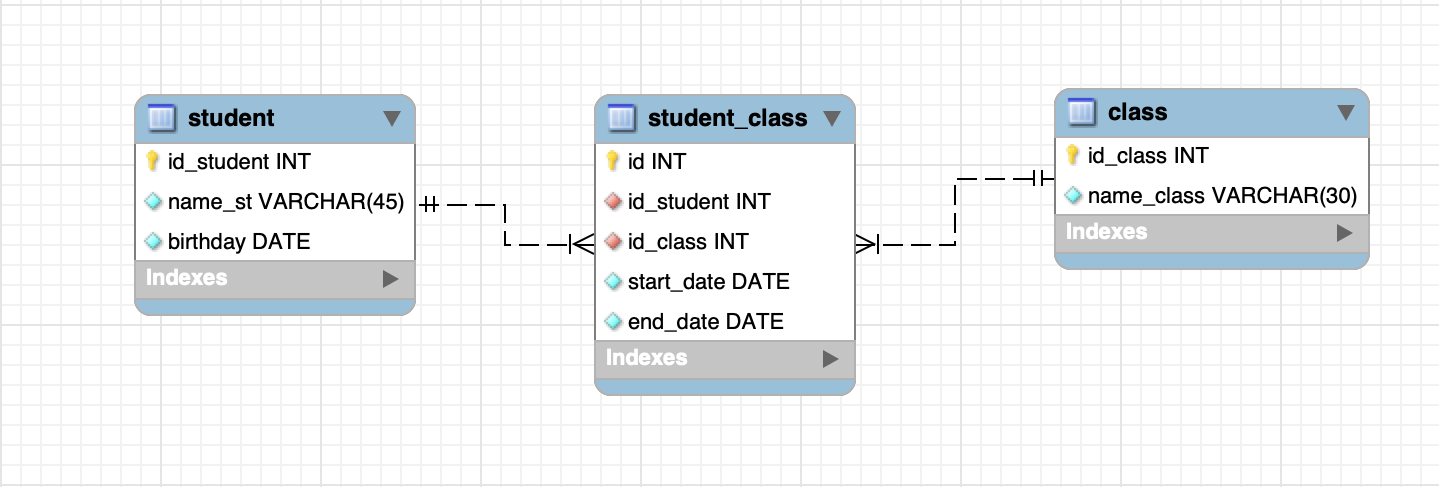 student
id_student INT
name_st VARCHAR(45)
birthday DATE
Indexes
student_class
id INT
id_student INT
id_class INT
start_date DATE
end_date DATE
Indexes
class
id_class INT
name_class VARCHAR(30)
Indexes